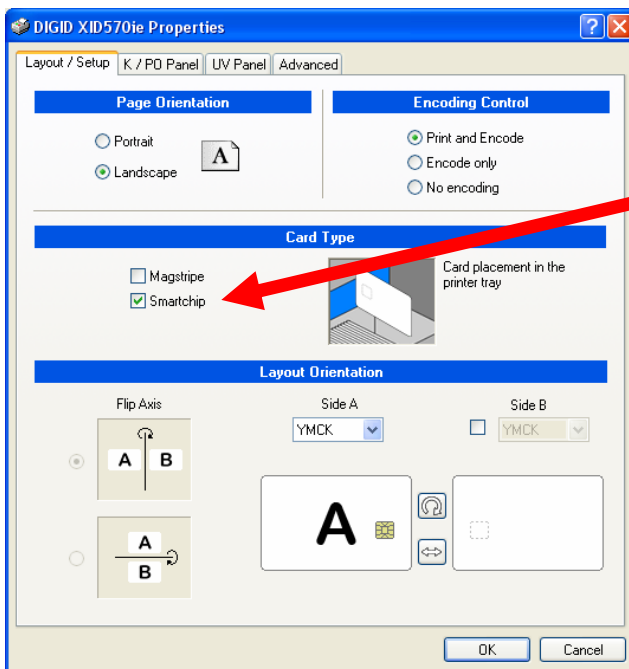 DIGID XID570ie Properties
Layout / Setup K / PO Panel UV Panel Advanced
Page Orientation
Portrait
Landscape
A
Encoding Control
Print and Encode
Encode only
No encoding
Card Type
Magstripe
Smartchip
Card placement in the
printer tray
Layout Orientation
Flip Axis
A B
A
B
Side A
YMCK
Side B
YMCK
A
OK Cancel